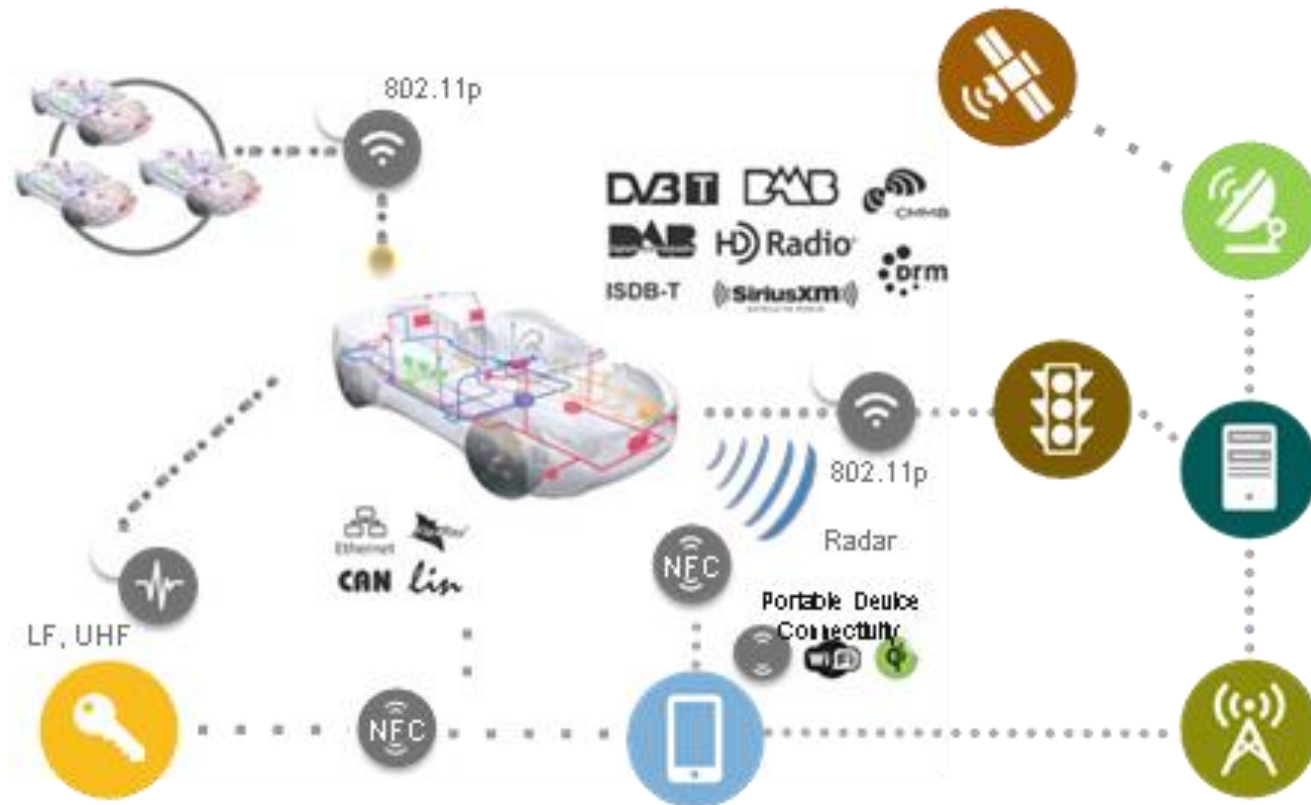 802.11p
DVB T
DMB
CMMB
DAB
HD Radio
DRM
ISDB-T
SiriusXM
802.11p
Radar
Ethernet
CAN
Lin
NFC
Portable Device
Connectivity
WiFi
LF, UHF
NFC